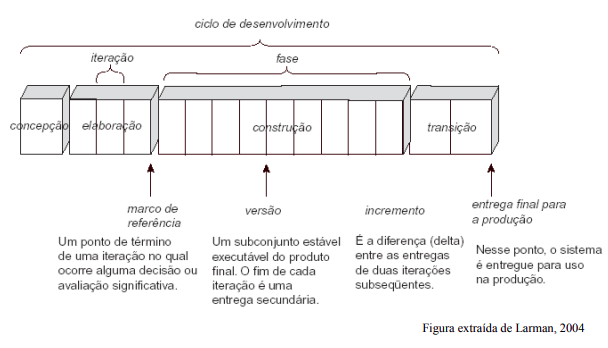 ciclo de desenvolvimento
iteração
fase
concepção
elaboração
construção
transição
marco de
referência
Um ponto de término
de uma iteração no qual
ocorre alguma decisão ou
avaliação significativa.
versão
Um subconjunto estável
executável do produto
final. O fim de cada
iteração é uma
entrega secundária.
incremento
É a diferença (delta)
entre as entregas
de duas iterações
subseqüentes.
entrega final para
a produção
Nesse ponto, o sistema
é entregue para uso
na produção.
Figura extraída de Larman, 2004